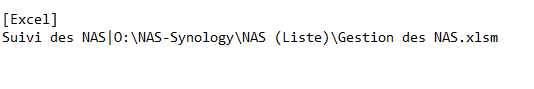 [Excel]
Suivi des NAS|O:\NAS-Synology\NAS (Liste)\Gestion des NAS.xlsm